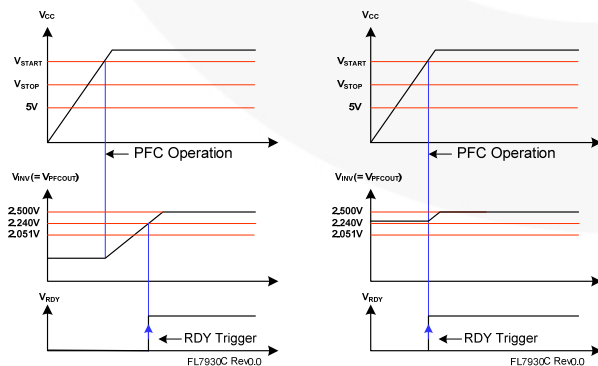 VCC
VSTART
VSTOP
5V
PFC Operation
VINV(=VPFCOUT)
2,500V
2,240V
2,051V
VRDY
RDY Trigger
FL7930C Rev0.0
VCC
VSTART
VSTOP
5V
PFC Operation
VINV(=VPFCOUT)
2,500V
2,240V
2,051V
VRDY
RDY Trigger
FL7930C Rev0.0